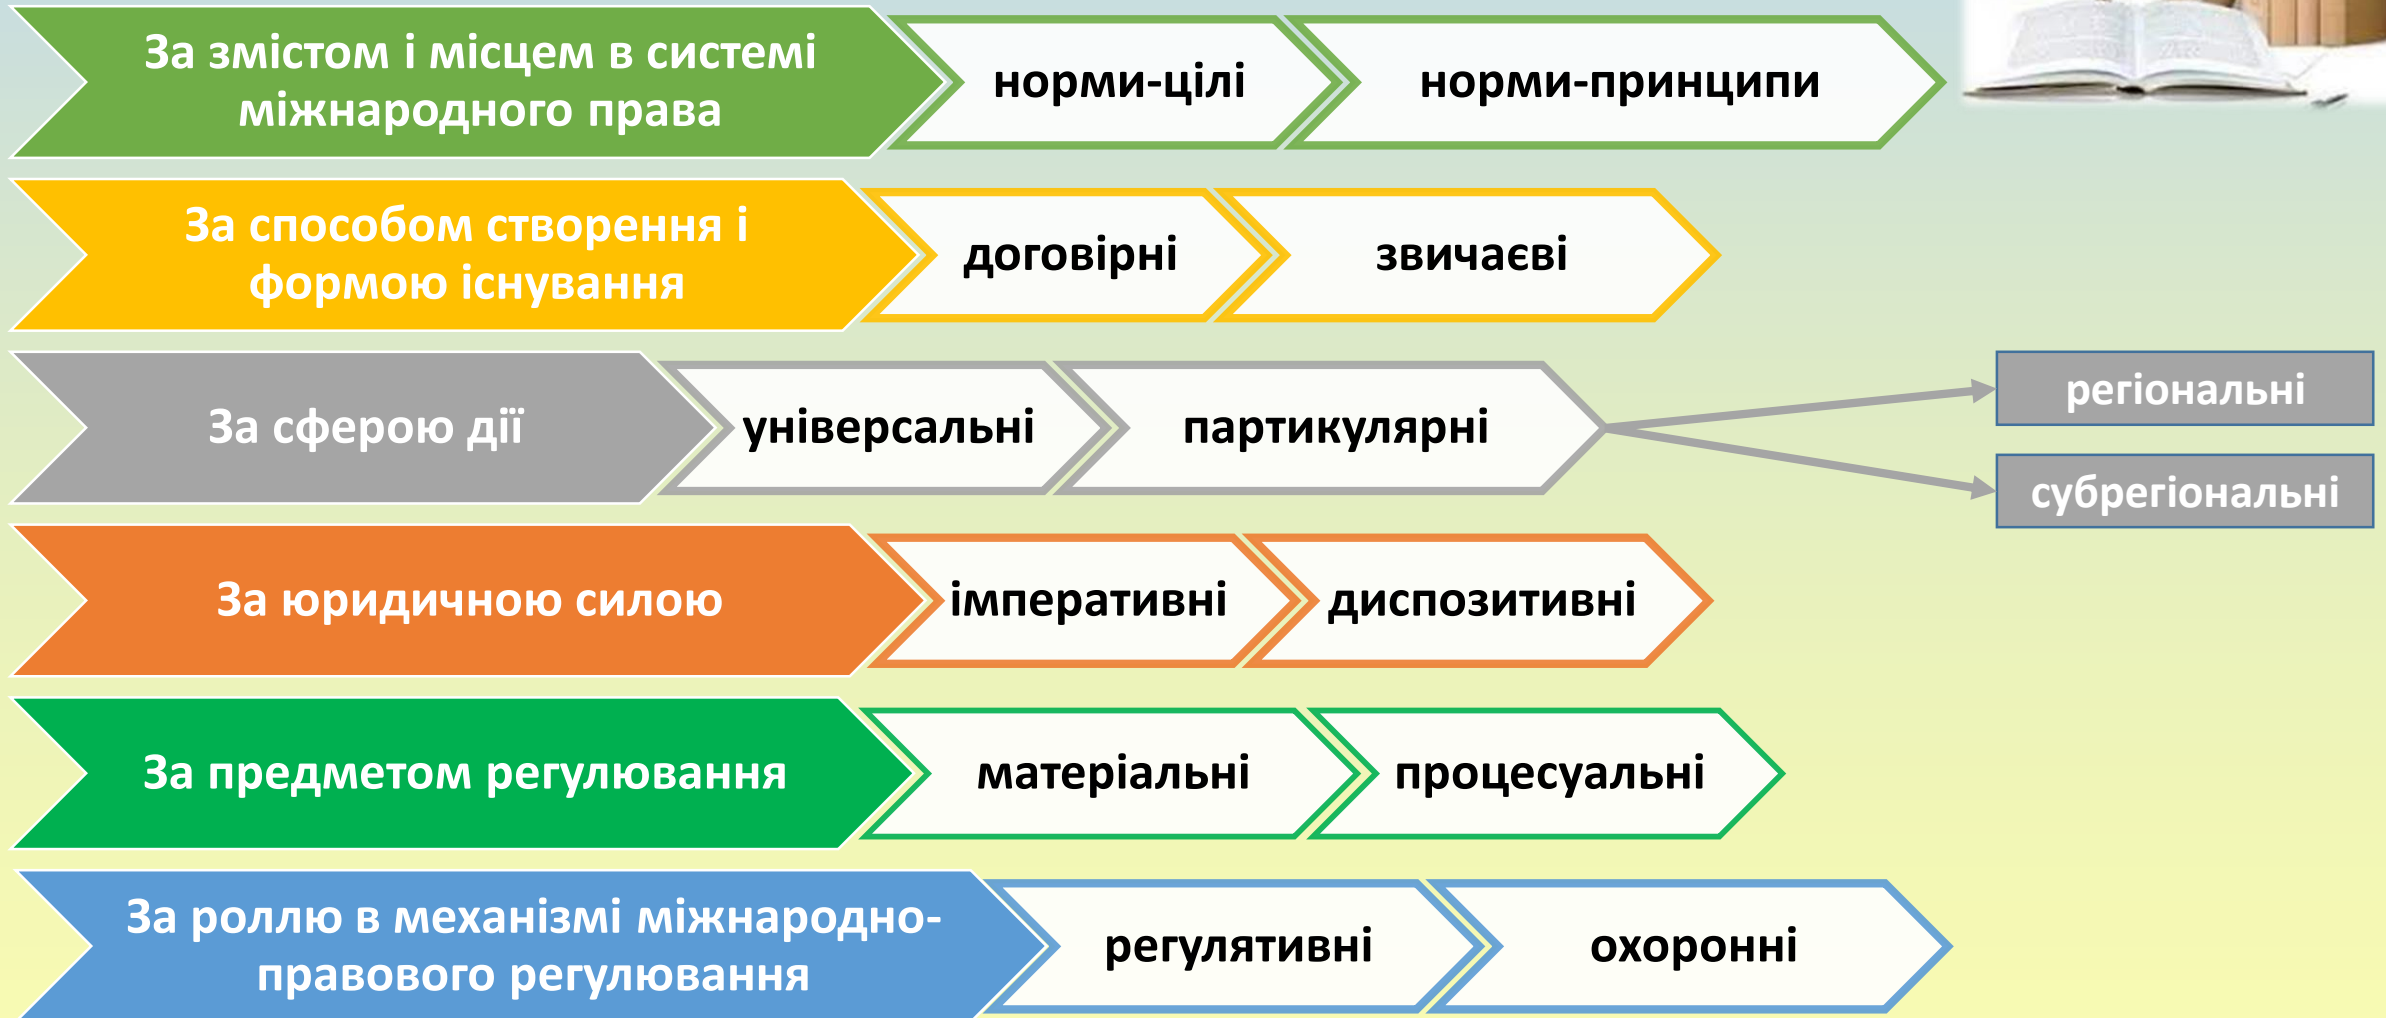 За змістом і місцем в системі
міжнародного права
норми-цілі
норми-принципи
За способом створення і
формою існування
договірні
звичаєві
За сферою дії
універсальні
партикулярні
регіональні
субрегіональні
За юридичною силою
імперативні
диспозитивні
За предметом регулювання
матеріальні
процесуальні
За роллю в механізмі міжнародно-
правового регулювання
регулятивні
охоронні